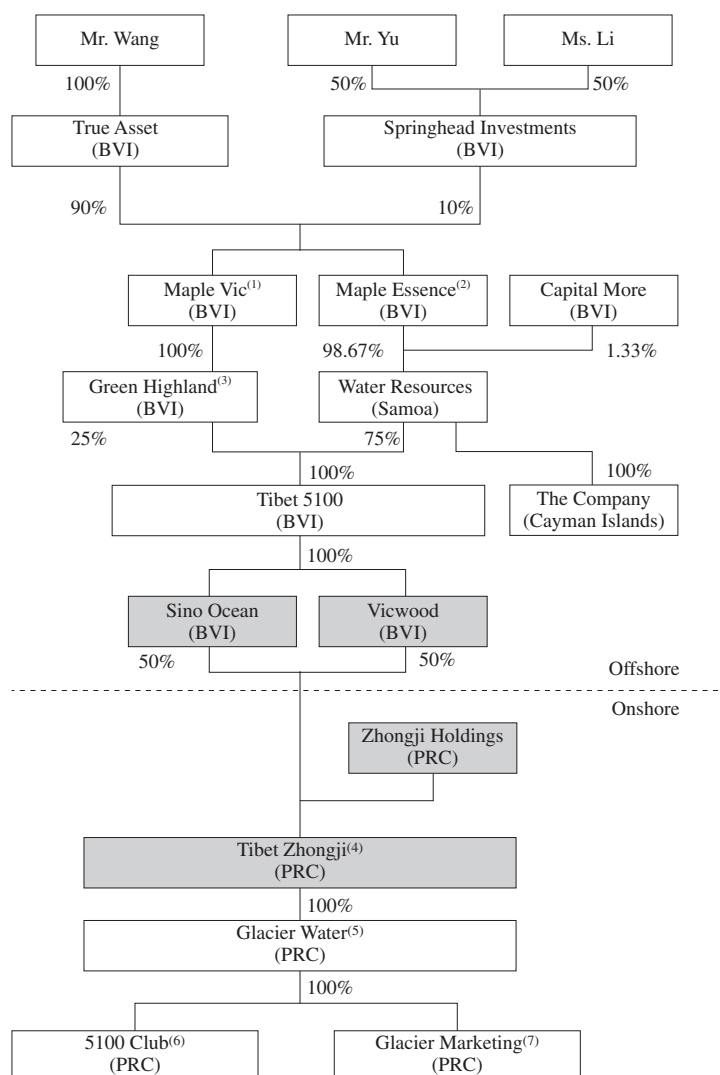 Mr. Wang
Mr. Yu
Ms. Li
100%
50%
50%
True Asset
(BVI)
Springhead Investments
(BVI)
90%
10%
Maple Vic(1)
(BVI)
Maple Essence(2)
(BVI)
Capital More
(BVI)
100%
98.67%
1.33%
Green Highland(3)
(BVI)
Water Resources
(Samoa)
25%
75%
100%
100%
Tibet 5100
(BVI)
The Company
(Cayman Islands)
100%
Sino Ocean
(BVI)
Vicwood
(BVI)
50%
50%
Offshore
Onshore
Zhongji Holdings
(PRC)
Tibet Zhongji(4)
(PRC)
100%
Glacier Water(5)
(PRC)
100%
5100 Club(6)
(PRC)
Glacier Marketing(7)
(PRC)